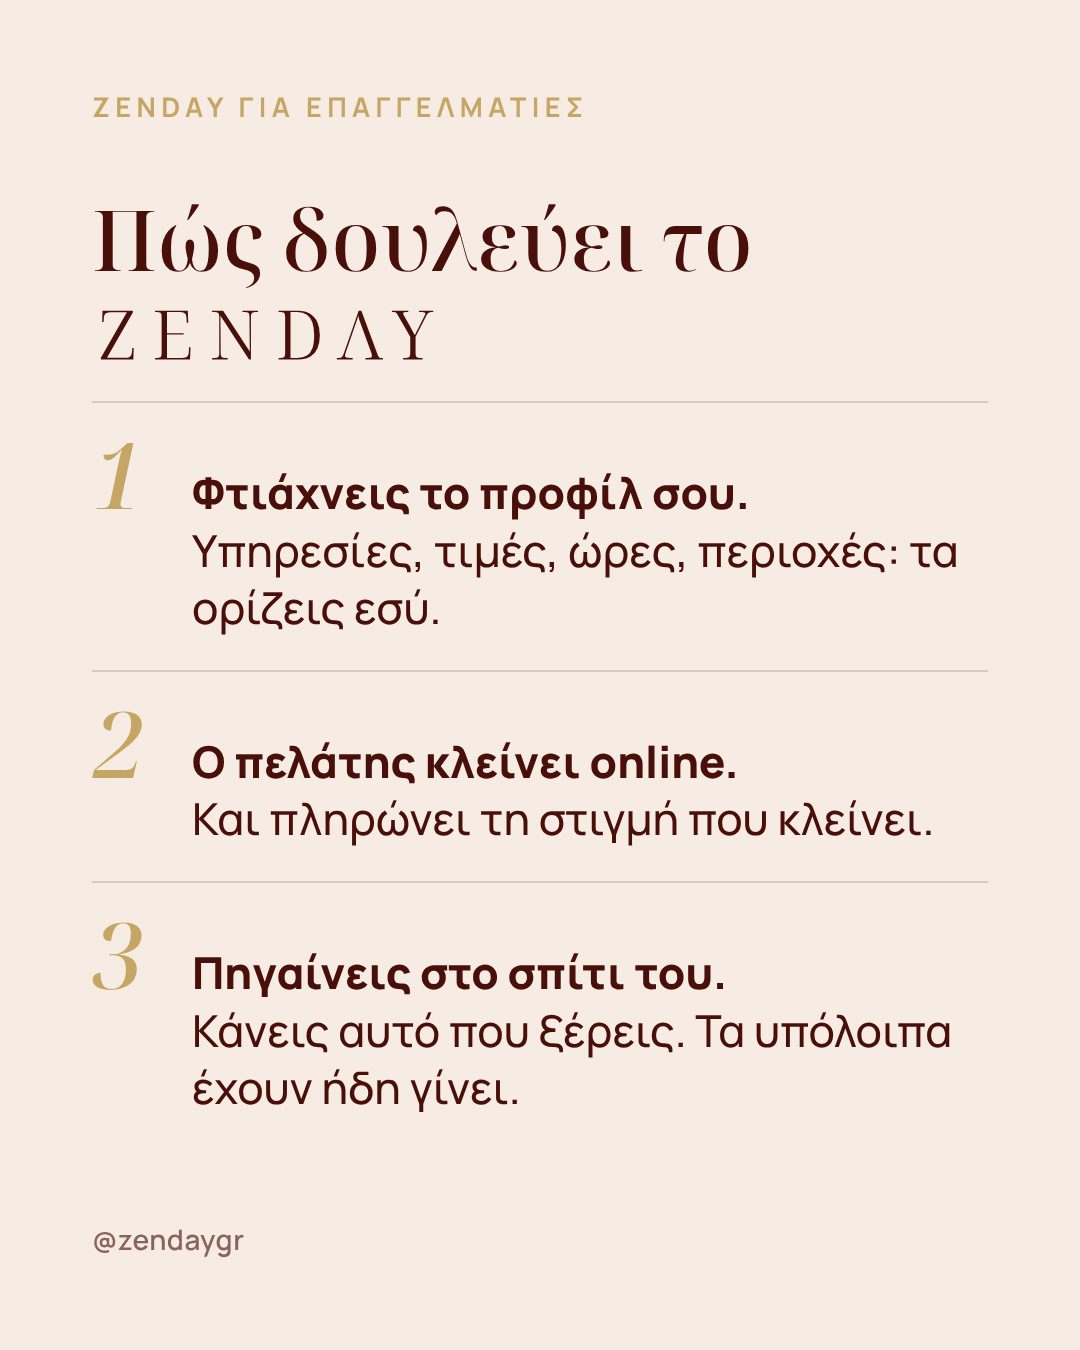 ZENDAY ΓΙΑ ΕΠΑΓΓΕΛΜΑΤΙΕΣ
Πώς δουλεύει το
ZENDΛY
1
Φτιάχνεις το προφίλ σου.
Υπηρεσίες, τιμές, ώρες, περιοχές: τα
ορίζεις εσύ.
2
Ο πελάτης κλείνει online.
Και πληρώνει τη στιγμή που κλείνει.
3
Πηγαίνεις στο σπίτι του.
Κάνεις αυτό που ξέρεις. Τα υπόλοιπα
έχουν ήδη γίνει.
@zendaygr